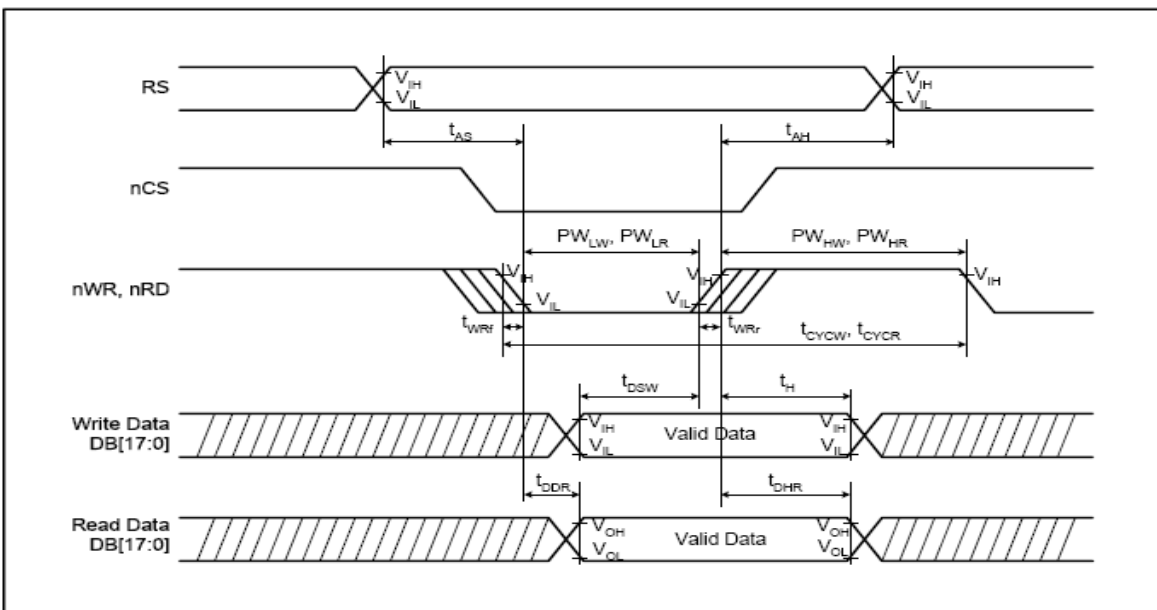 RS
V_IH
V_IL
V_IH
V_IL
t_AS
t_AH
nCS
PW_LW, PW_LR
PW_HW, PW_HR
nWR, nRD
V_IH
V_IL
V_IH
V_IL
V_IH
t_WRf
t_WRr
t_CYCW, t_CYCR
t_DSW
t_H
Write Data
DB[17:0]
V_IH
V_IL
Valid Data
V_IH
V_IL
t_DDR
t_DHR
Read Data
DB[17:0]
V_OH
V_OL
Valid Data
V_OH
V_OL